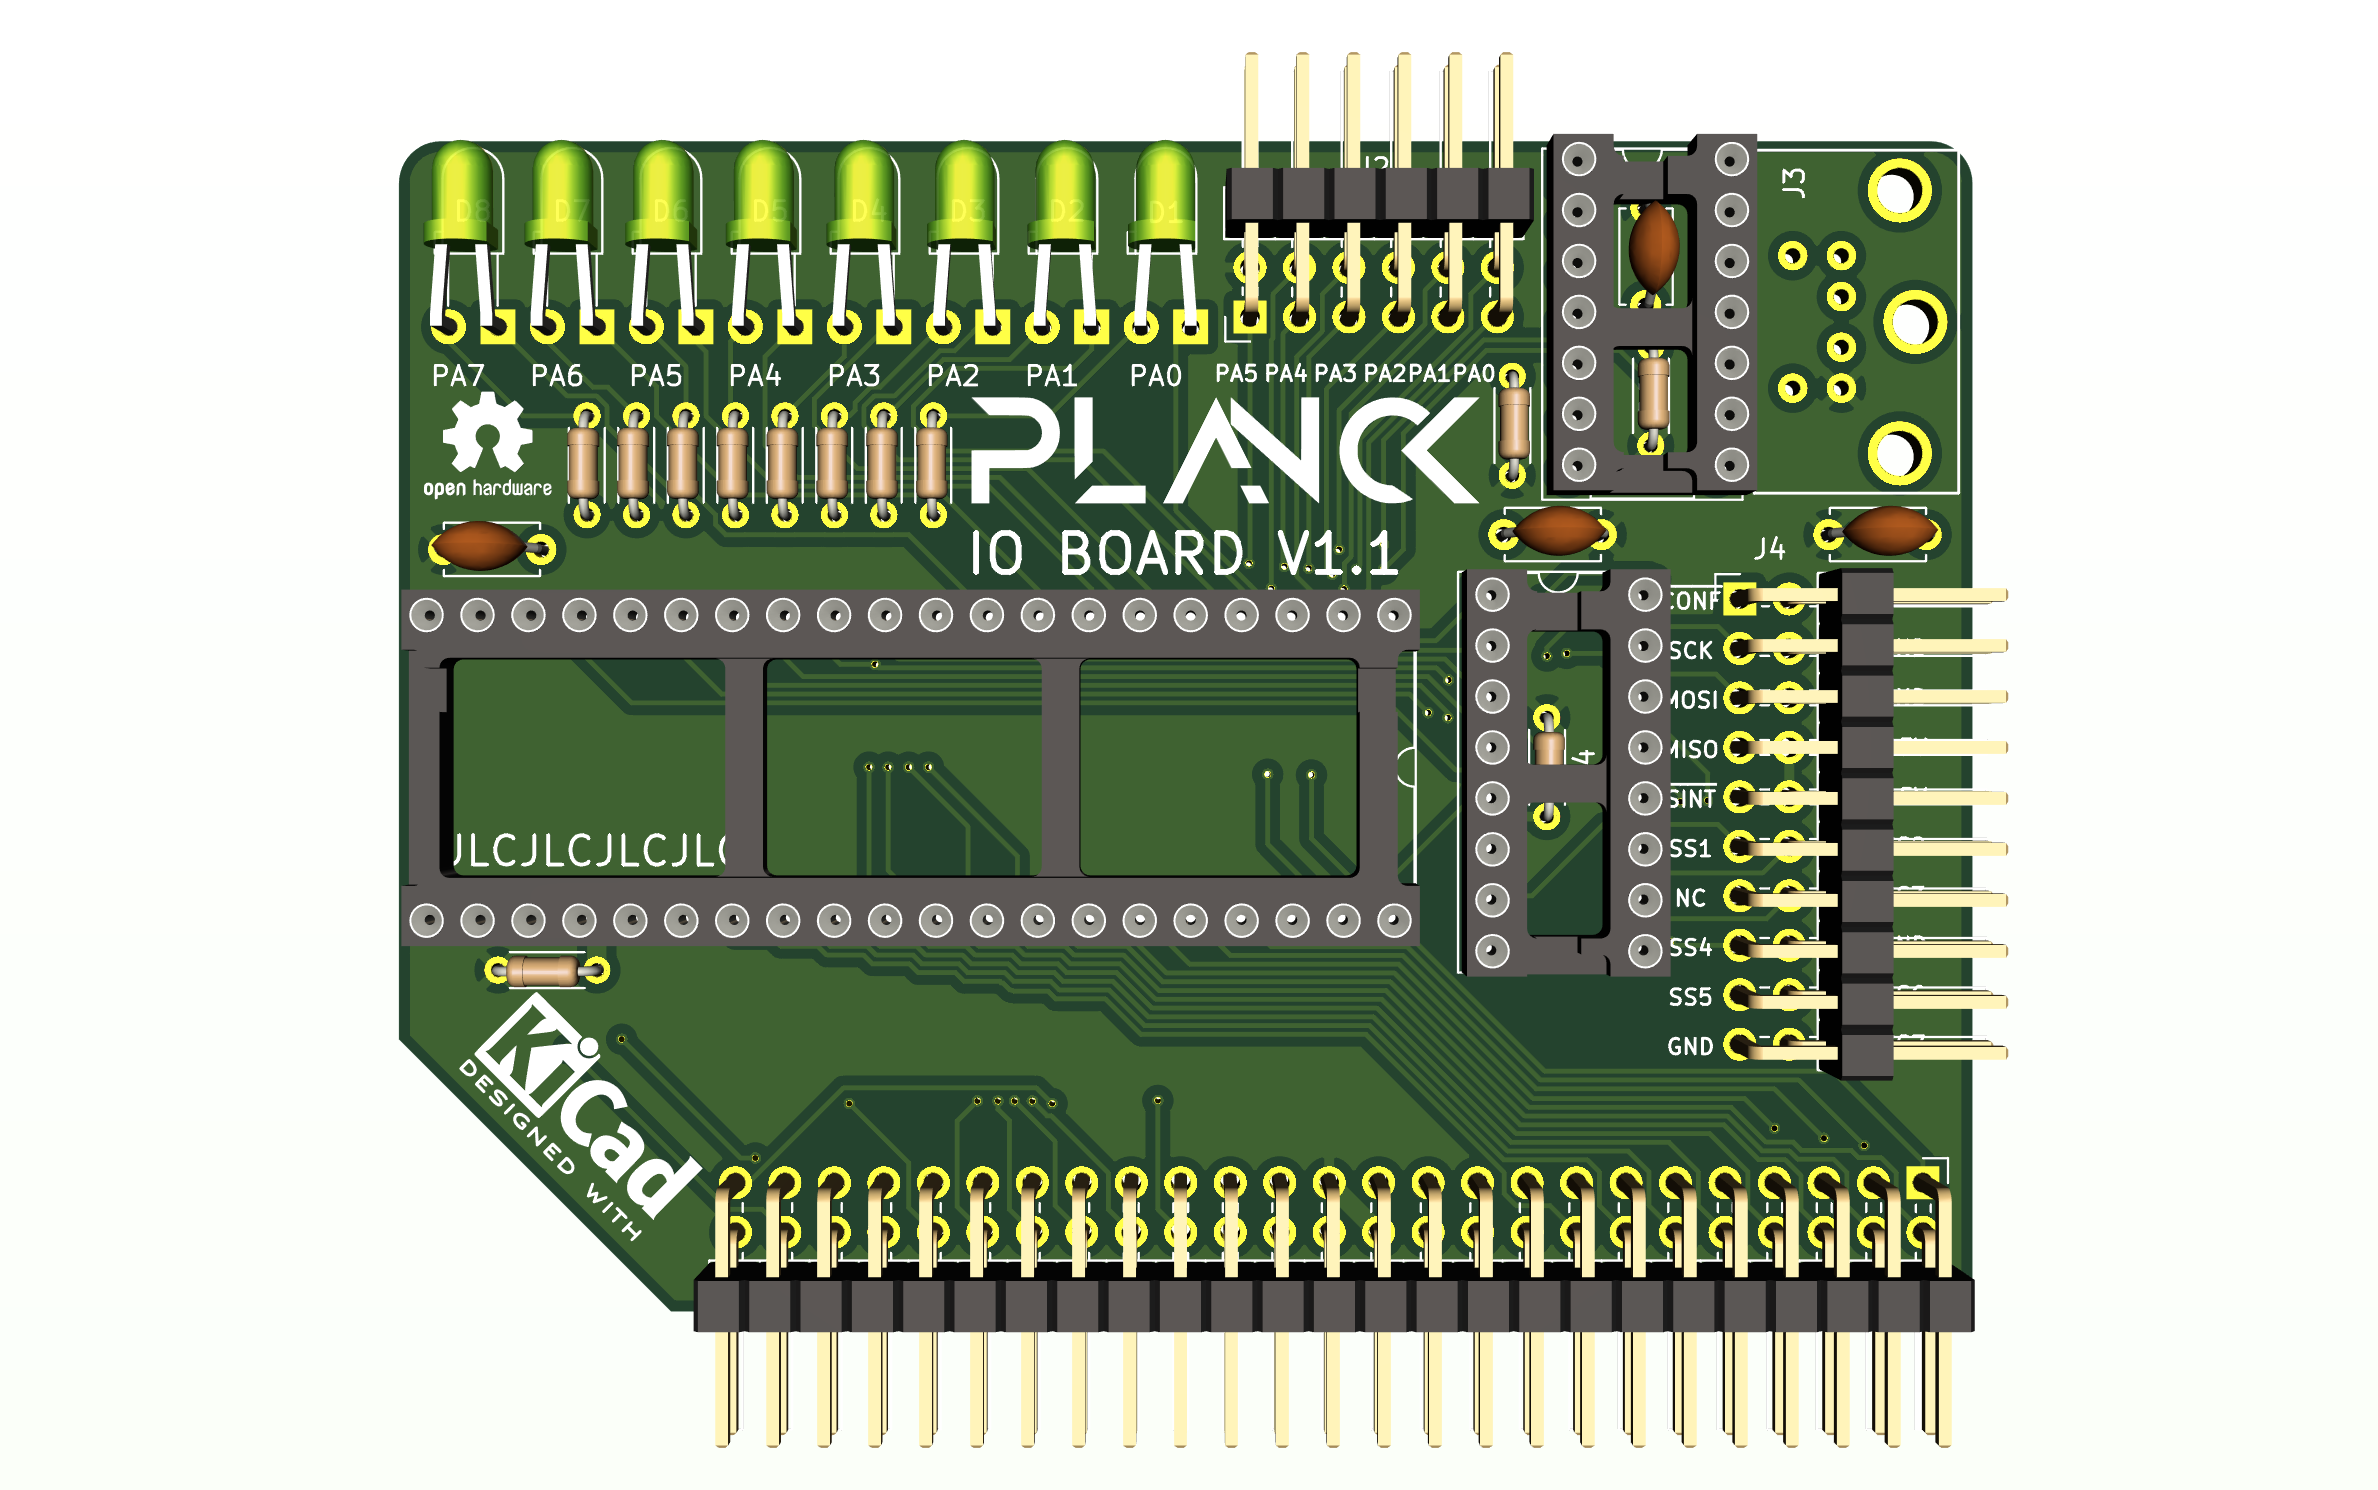 J3
D8 D7 D6 D5 D4 D3 D2 D1
PA7 PA6 PA5 PA4 PA3 PA2 PA1 PA0
PA5 PA4 PA3 PA2 PA1 PA0
PLANCK
open hardware
IO BOARD V1.1
J4
CONF
SCK
MOSI
MISO
SINT
SS1
NC
SS4
SS5
GND
JLCJLCJLCJLC
KiCad
DESIGNED WITH